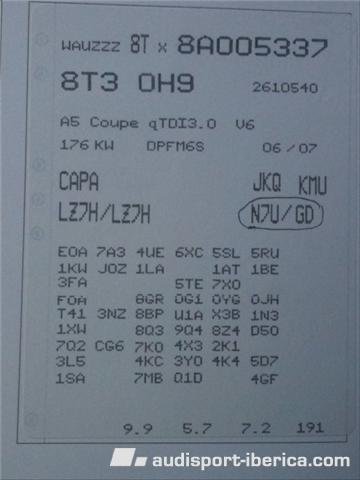 WAUZZZ 8T x 8A005337
8T3 0H9 2610540
A5 Coupe qTDI3.0 V6
176 KW DPFM6S 06/07
CAPA JKQ KMU
LZ7H/LZ7H N7U/GD
E0A 7A3 4UE 6XC 5SL 5RU
1KW J0Z 1LA 1AT 1BE
3FA 5TE 7X0
F0A 8GR 0G1 0YG 0JH
T41 3NZ 8BP U1A X3B 1N3
1XW 8Q3 9Q4 8Z4 D50
7Q2 CG6 7K0 4X3 2K1
3L5 4KC 3Y0 4K4 5D7
1SA 7MB Q1D 4GF
9.9 5.7 7.2 191
audisport-iberica.com